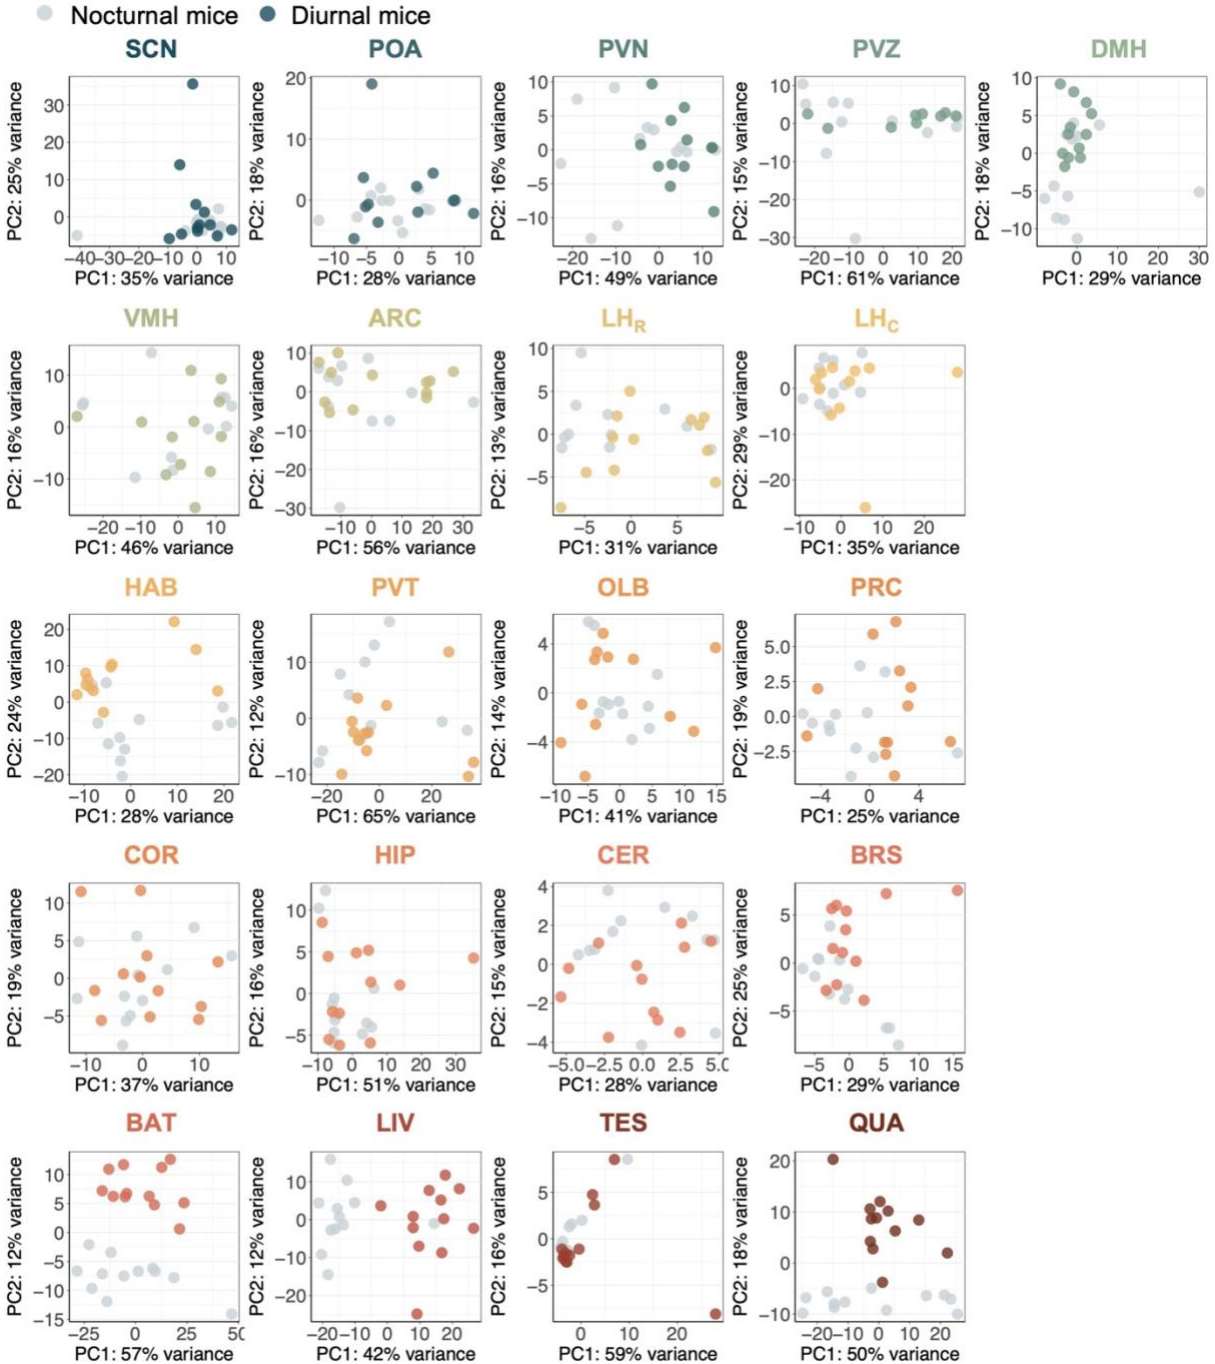 Nocturnal mice Diurnal mice
SCN POA PVN PVZ DMH
PC2: 25% variance
30
20
10
0
−40−30−20−10 0 10
PC1: 35% variance
PC2: 18% variance
20
10
0
−10 −5 0 5 10
PC1: 28% variance
PC2: 18% variance
10
5
0
−5
−10
−20 −10 0 10
PC1: 49% variance
PC2: 15% variance
10
0
−10
−20
−30
−20 −10 0 10 20
PC1: 61% variance
PC2: 18% variance
10
5
0
−5
−10
0 10 20 30
PC1: 29% variance
VMH ARC LHR LHC
PC2: 16% variance
10
0
−10
−20 −10 0 10
PC1: 46% variance
PC2: 16% variance
10
0
−10
−20
−30
−10 0 10 20 30
PC1: 56% variance
PC2: 13% variance
10
5
0
−5
−5 0 5
PC1: 31% variance
PC2: 29% variance
0
−10
−20
−10 0 10 20
PC1: 35% variance
HAB PVT OLB PRC
PC2: 24% variance
20
10
0
−10
−20
−10 0 10 20
PC1: 28% variance
PC2: 12% variance
10
0
−10
−20 0 20
PC1: 65% variance
PC2: 14% variance
4
0
−4
−10 −5 0 5 10 15
PC1: 41% variance
PC2: 19% variance
5.0
2.5
0.0
−2.5
−4 0 4
PC1: 25% variance
COR HIP CER BRS
PC2: 19% variance
10
5
0
−5
−10 0 10
PC1: 37% variance
PC2: 16% variance
10
5
0
−5
−10 0 10 20 30
PC1: 51% variance
PC2: 15% variance
4
2
0
−2
−4
−5.0−2.5 0.0 2.5 5.0
PC1: 28% variance
PC2: 25% variance
5
0
−5
−5 0 5 10 15
PC1: 29% variance
BAT LIV TES QUA
PC2: 12% variance
10
5
0
−5
−10
−15
−25 0 25 50
PC1: 57% variance
PC2: 12% variance
10
0
−10
−20
−20 −10 0 10 20
PC1: 42% variance
PC2: 16% variance
5
0
−5
0 10 20
PC1: 59% variance
PC2: 18% variance
20
10
0
−10
−20−10 0 10 20
PC1: 50% variance